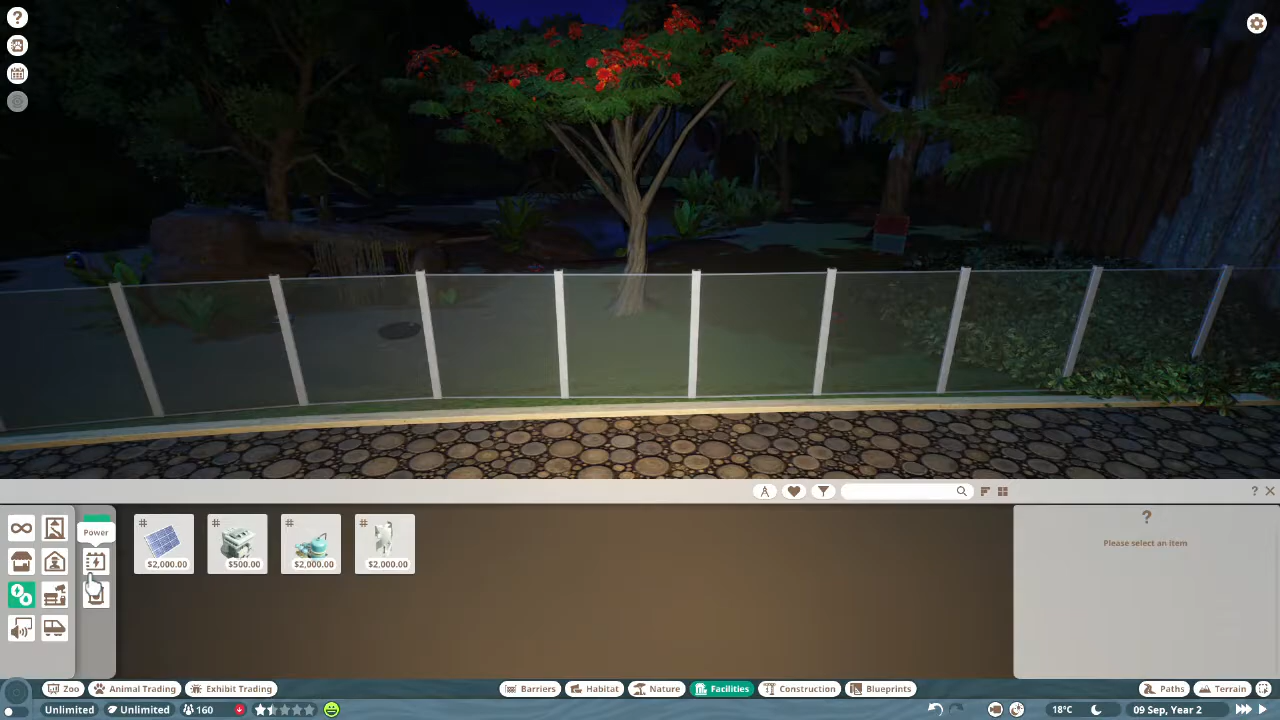 ?
?
Power
# $2,000.00
# $500.00
# $2,000.00
# $2,000.00
?
Please select an item
Zoo
Animal Trading
Exhibit Trading
Barriers
Habitat
Nature
Facilities
Construction
Blueprints
Paths
Terrain
Unlimited
Unlimited
160
18°C
09 Sep, Year 2